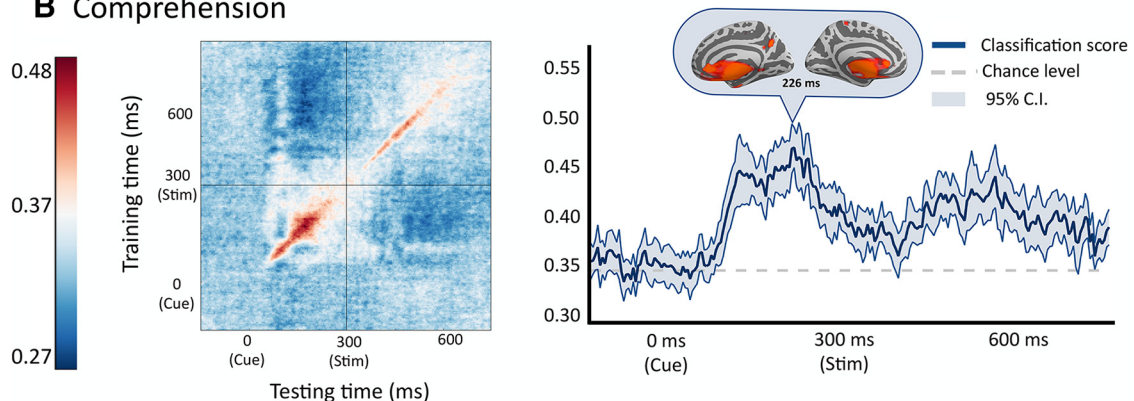 B Comprehension
0.48
0.37
0.27
Training time (ms)
600
300
(Stim)
0
(Cue)
0
(Cue)
300
(Stim)
600
Testing time (ms)
0.55
0.50
0.45
0.40
0.35
0.30
226 ms
Classification score
Chance level
95% C.I.
0 ms
(Cue)
300 ms
(Stim)
600 ms